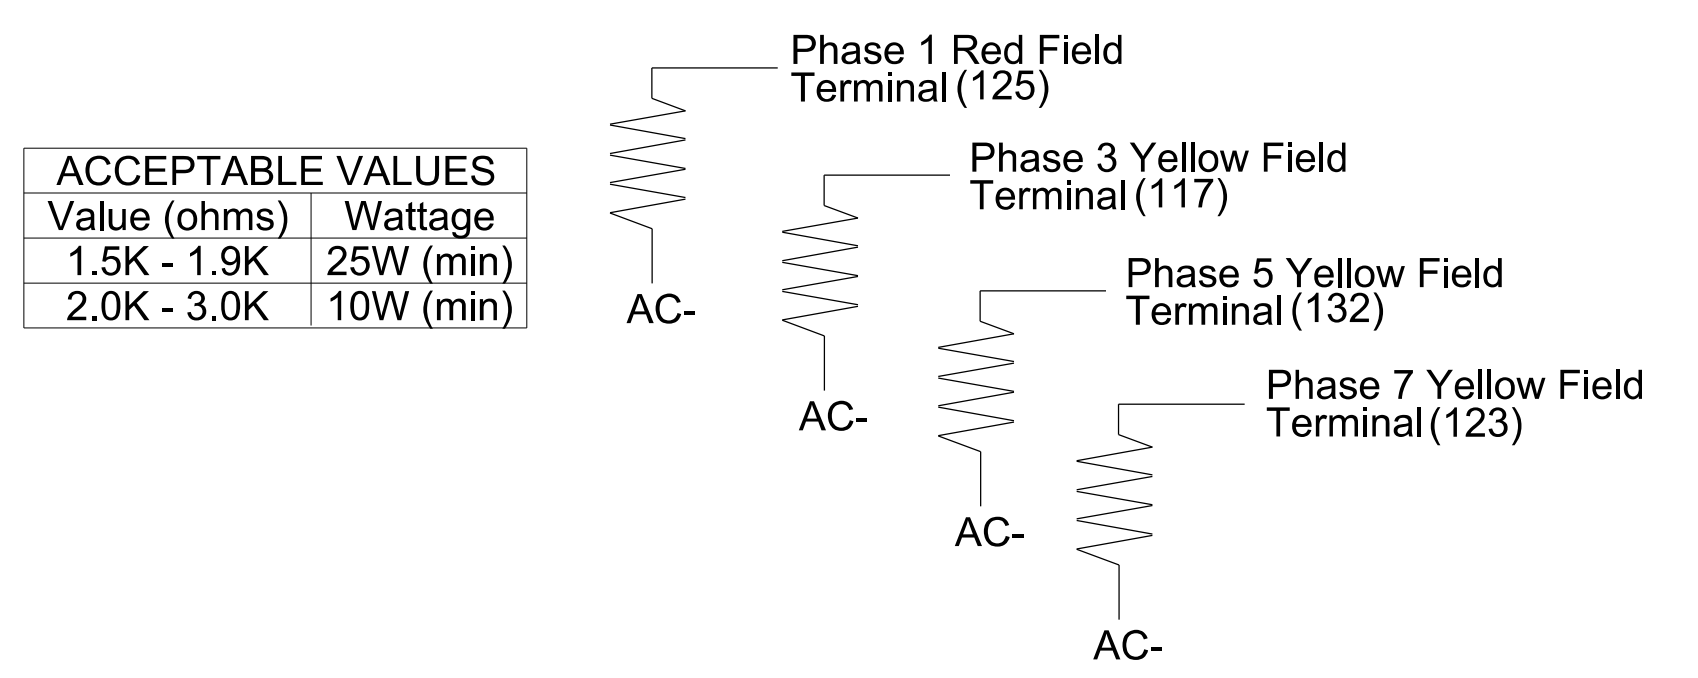 ACCEPTABLE VALUES
Value (ohms) Wattage
1.5K - 1.9K 25W (min)
2.0K - 3.0K 10W (min)
Phase 1 Red Field
Terminal (125)
AC-
Phase 3 Yellow Field
Terminal (117)
AC-
Phase 5 Yellow Field
Terminal (132)
AC-
Phase 7 Yellow Field
Terminal (123)
AC-